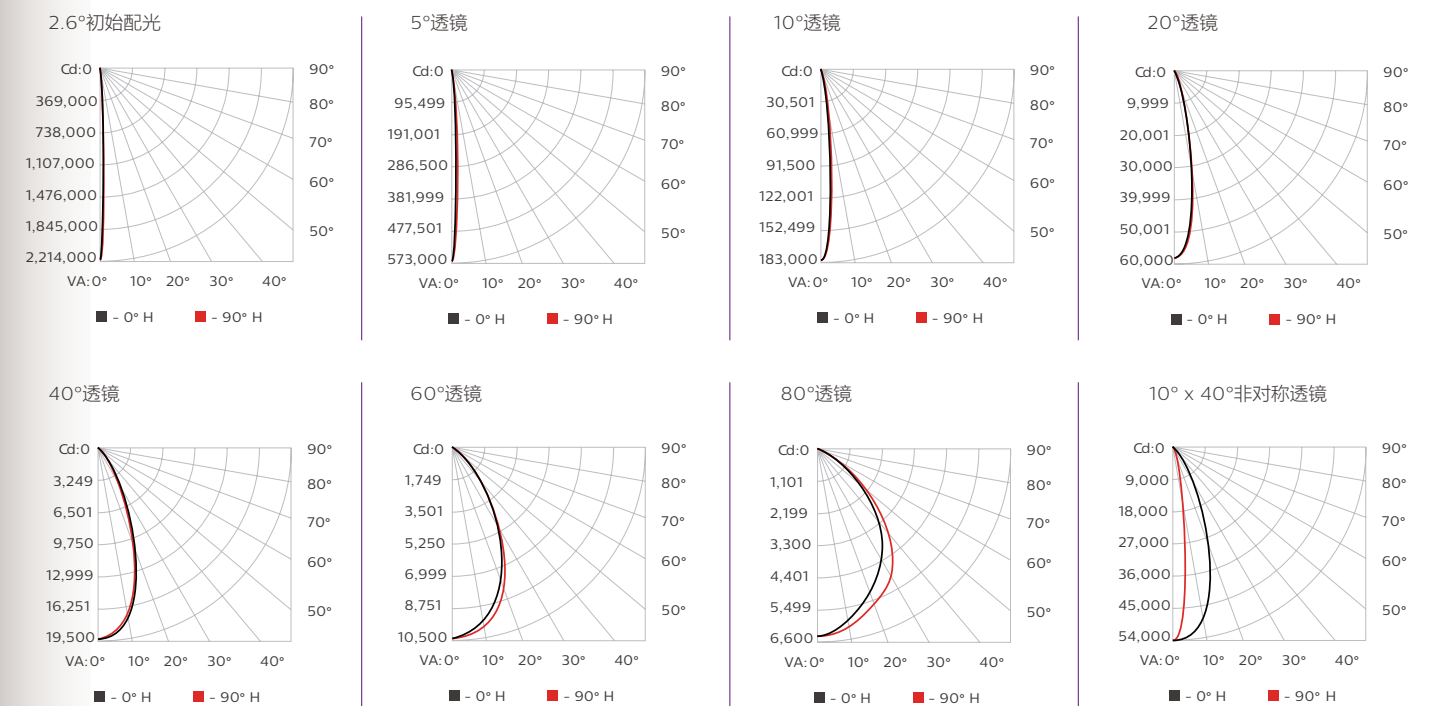 2.6°初始配光
Cd:0
369,000
738,000
1,107,000
1,476,000
1,845,000
2,214,000
90°
80°
70°
60°
50°
VA: 0° 10° 20° 30° 40°
- 0° H - 90° H
5°透镜
Cd:0
95,499
191,001
286,500
381,999
477,501
573,000
90°
80°
70°
60°
50°
VA: 0° 10° 20° 30° 40°
- 0° H - 90° H
10°透镜
Cd:0
30,501
60,999
91,500
122,001
152,499
183,000
90°
80°
70°
60°
50°
VA: 0° 10° 20° 30° 40°
- 0° H - 90° H
20°透镜
Cd:0
9,999
20,001
30,000
39,999
50,001
60,000
90°
80°
70°
60°
50°
VA: 0° 10° 20° 30° 40°
- 0° H - 90° H
40°透镜
Cd:0
3,249
6,501
9,750
12,999
16,251
19,500
90°
80°
70°
60°
50°
VA: 0° 10° 20° 30° 40°
- 0° H - 90° H
60°透镜
Cd:0
1,749
3,501
5,250
6,999
8,751
10,500
90°
80°
70°
60°
50°
VA: 0° 10° 20° 30° 40°
- 0° H - 90° H
80°透镜
Cd:0
1,101
2,199
3,300
4,401
5,499
6,600
90°
80°
70°
60°
50°
VA: 0° 10° 20° 30° 40°
- 0° H - 90° H
10° x 40°非对称透镜
Cd:0
9,000
18,000
27,000
36,000
45,000
54,000
90°
80°
70°
60°
50°
VA: 0° 10° 20° 30° 40°
- 0° H - 90° H